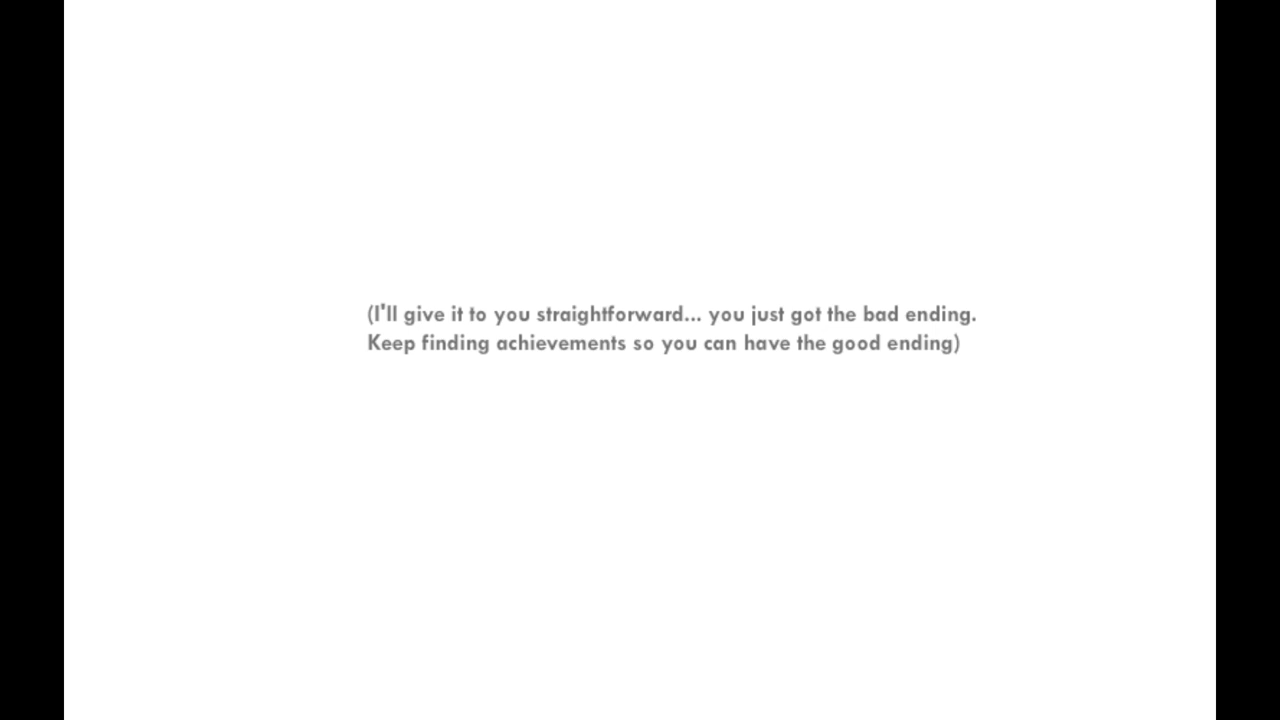 (I'll give it to you straightforward... you just got the bad ending.
Keep finding achievements so you can have the good ending)